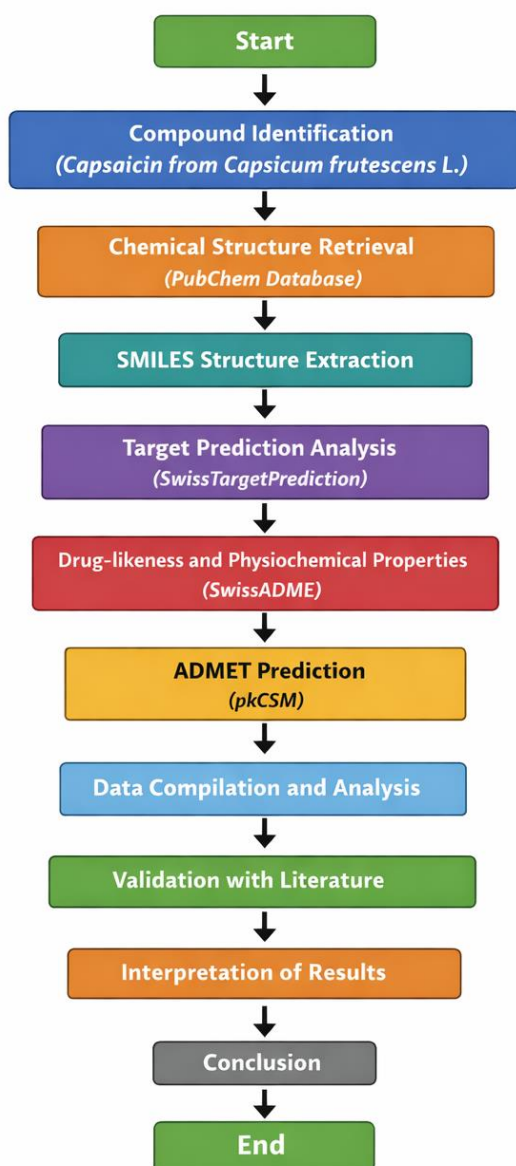 Start
Compound Identification
(Capsaicin from Capsicum frutescens L.)
Chemical Structure Retrieval
(PubChem Database)
SMILES Structure Extraction
Target Prediction Analysis
(SwissTargetPrediction)
Drug-likeness and Physiochemical Properties
(SwissADME)
ADMET Prediction
(pkCSM)
Data Compilation and Analysis
Validation with Literature
Interpretation of Results
Conclusion
End